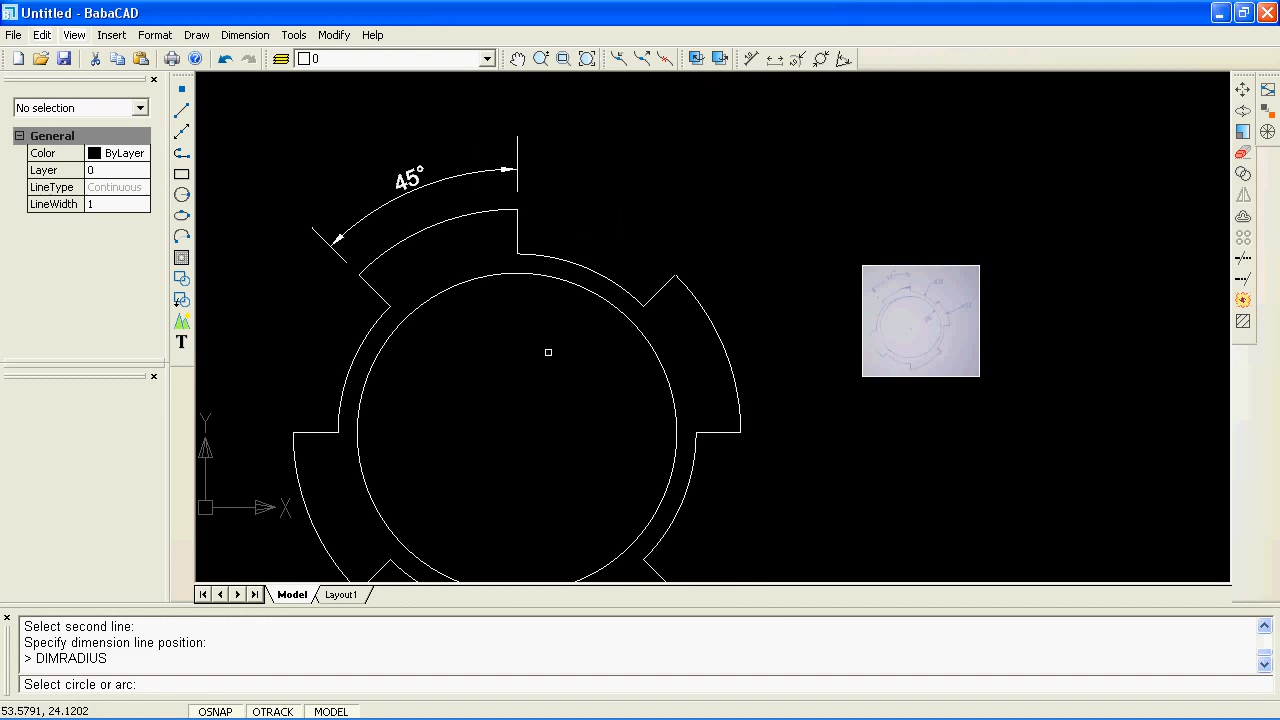 Untitled - BabaCAD
File Edit View Insert Format Draw Dimension Tools Modify Help
0
No selection
General
Color ByLayer
Layer 0
LineType Continuous
LineWidth 1
T
45°
Y
X
Model Layout1
Select second line:
Specify dimension line position:
> DIMRADIUS
Select circle or arc:
53.5791, 24.1202 OSNAP OTRACK MODEL